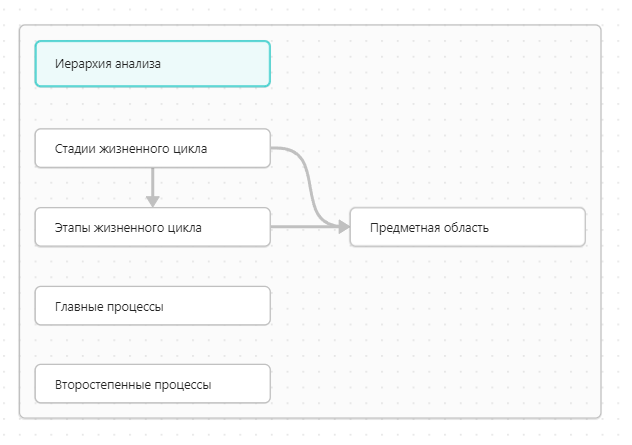 Иерархия анализа
Стадии жизненного цикла
Этапы жизненного цикла
Предметная область
Главные процессы
Второстепенные процессы